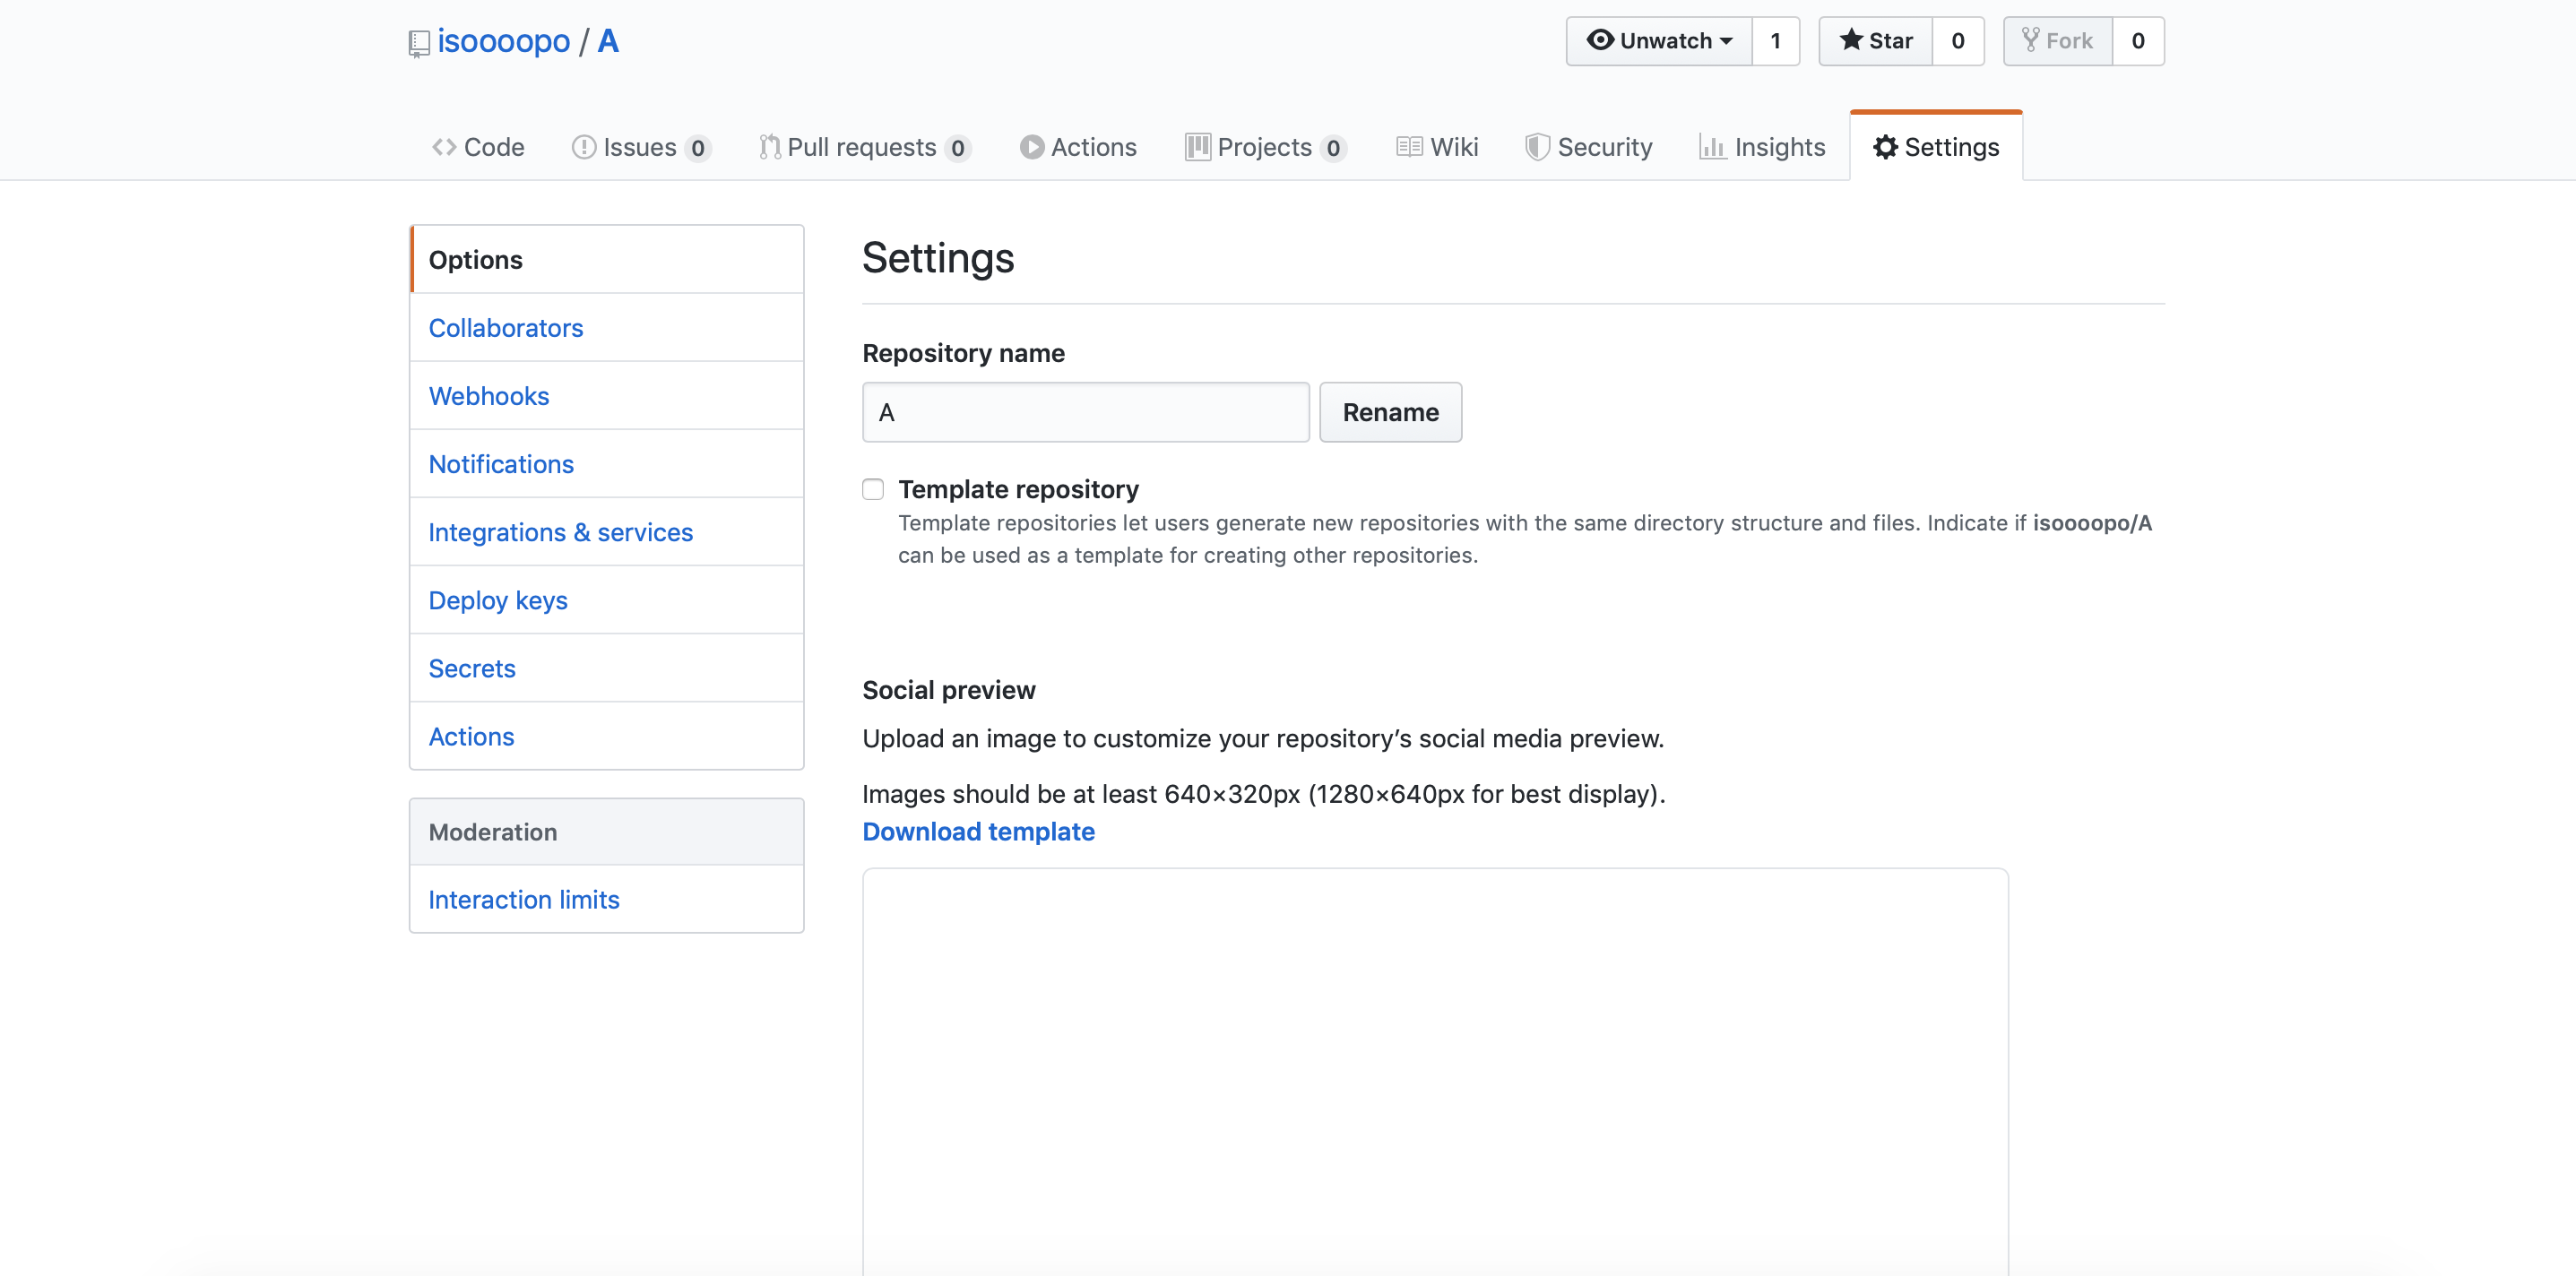 isoooopo / A
Unwatch 1 Star 0 Fork 0
Code Issues 0 Pull requests 0 Actions Projects 0 Wiki Security Insights Settings
Options
Collaborators
Webhooks
Notifications
Integrations & services
Deploy keys
Secrets
Actions
Moderation
Interaction limits
Settings
Repository name
A Rename
Template repository
Template repositories let users generate new repositories with the same directory structure and files. Indicate if isoooopo/A
can be used as a template for creating other repositories.
Social preview
Upload an image to customize your repository’s social media preview.
Images should be at least 640×320px (1280×640px for best display).
Download template